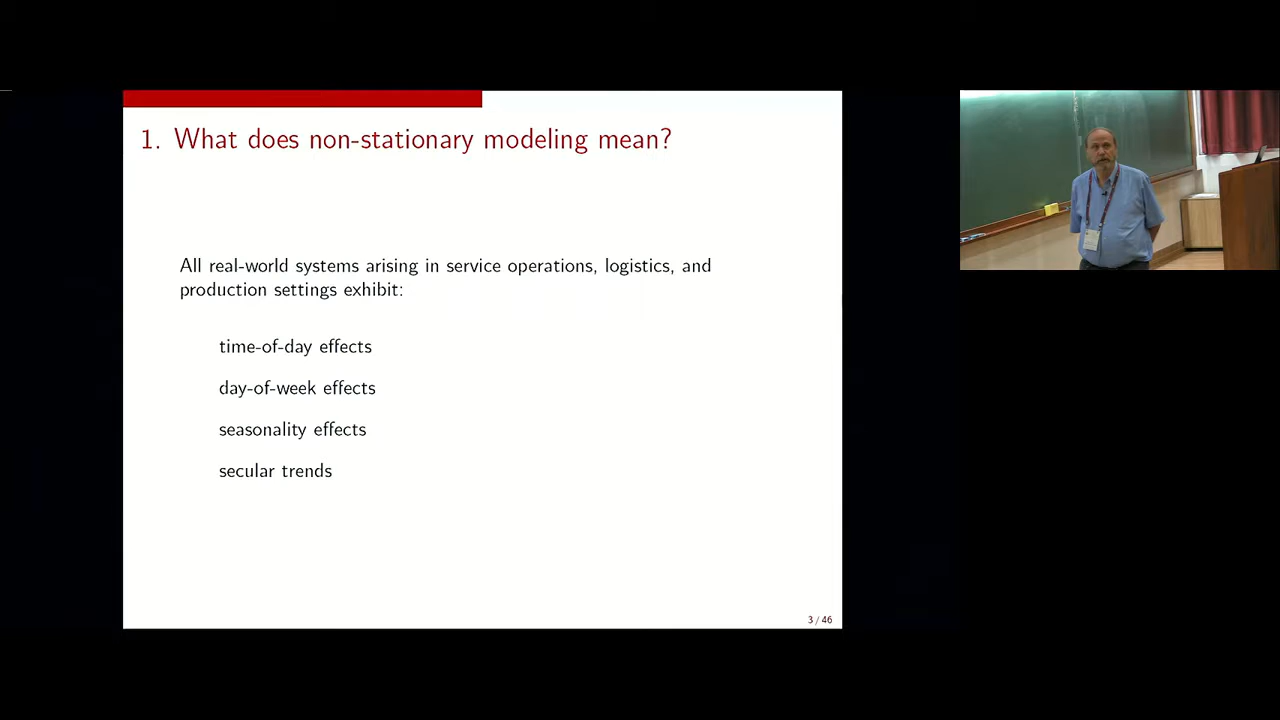 1. What does non-stationary modeling mean?
All real-world systems arising in service operations, logistics, and
production settings exhibit:
time-of-day effects
day-of-week effects
seasonality effects
secular trends
3 / 46